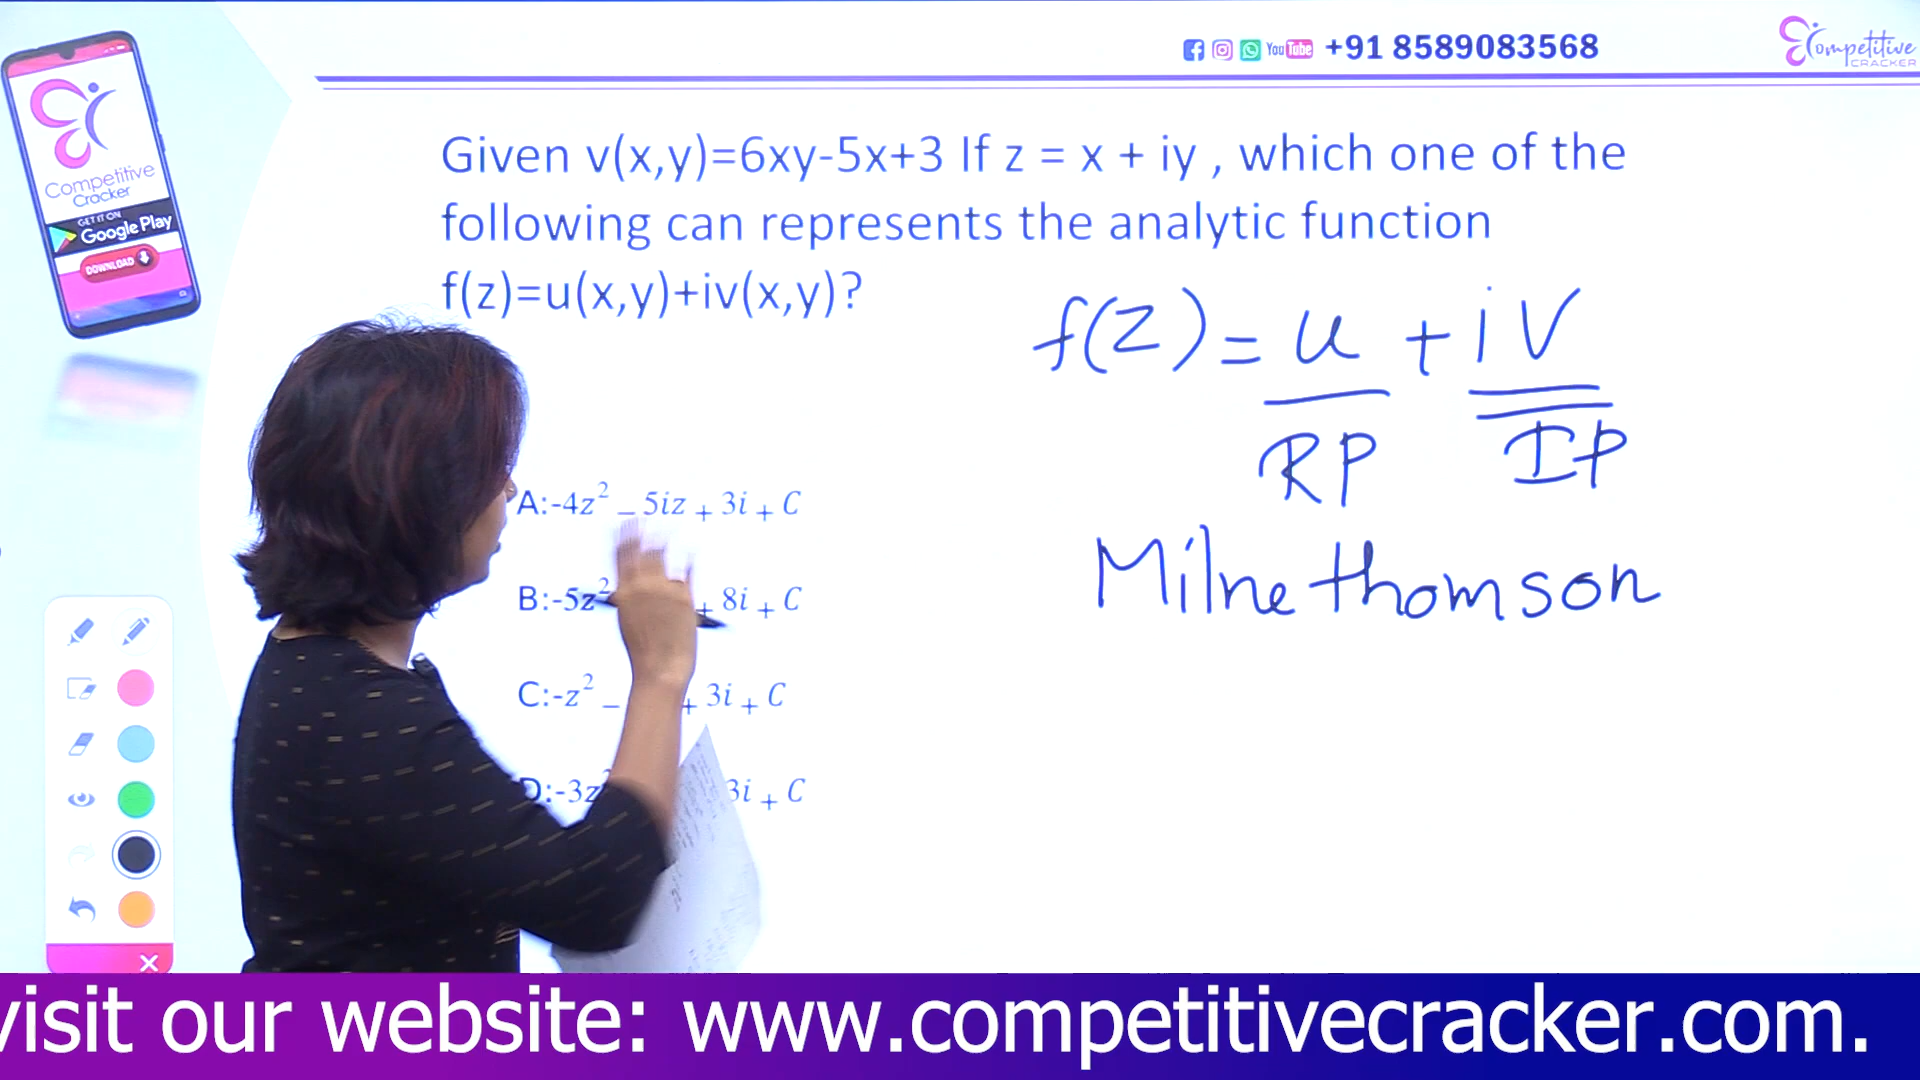 +91 8589083568
Competitive
CRACKER
Competitive
Cracker
GET IT ON
Google Play
DOWNLOAD
Given v(x,y)=6xy-5x+3 If z = x + iy , which one of the
following can represents the analytic function
f(z)=u(x,y)+iv(x,y)?
f(z) = u + iv
RP IP
Milne thomson
A:-4z² − 5iz + 3i + C
B:-5z² + 8i + C
C:-z² − + 3i + C
D:-3z² 3i + C
visit our website: www.competitivecracker.com.